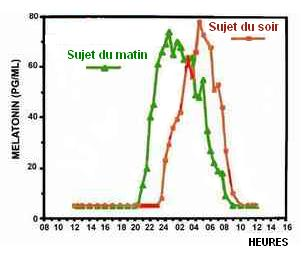 80
60
40
20
0
MELATONIN (PG/ML)
Sujet du soir
Sujet du matin
08 10 12 14 16 18 20 22 24 02 04 06 08 10 12 14 16
HEURES